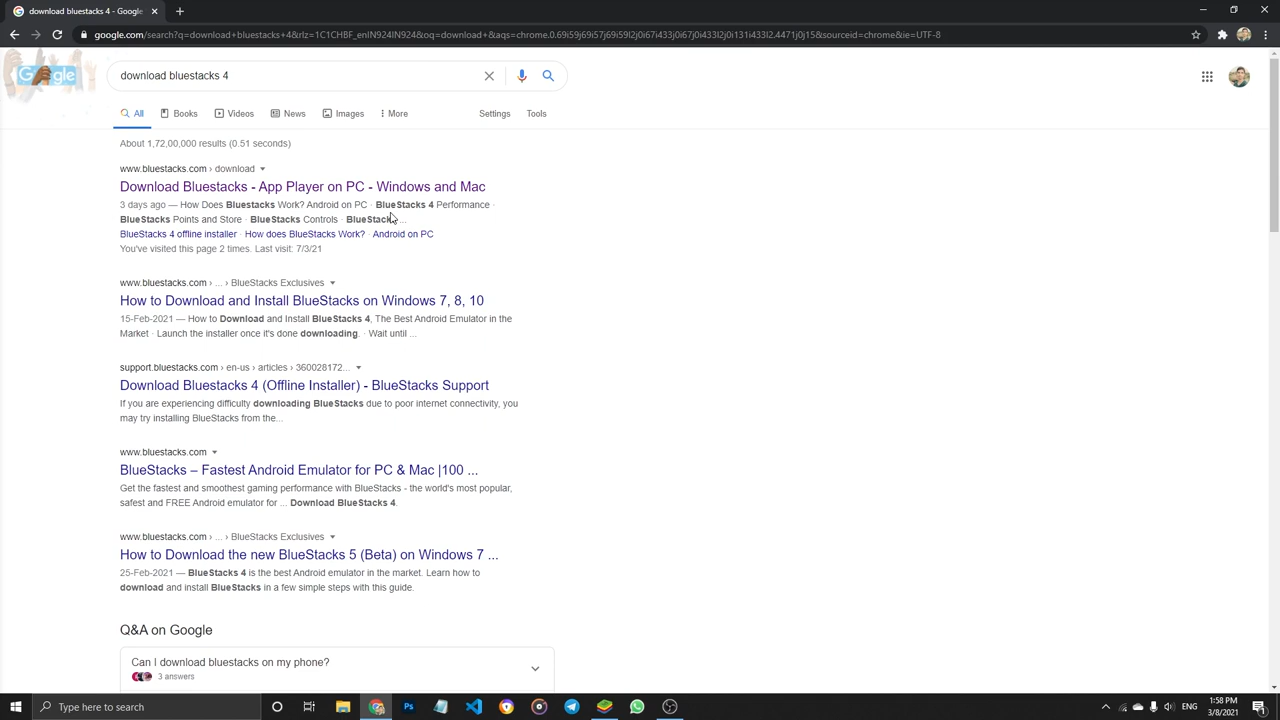 download bluestacks 4
google.com/search?q=download+bluestacks+4&rlz=1C1CHBF_enIN924IN924&oq=download+&aqs=chrome.0.69i59j69i57j69i59l2j0i67i433j0i67j0i433l2j0i131i433l2.4471j0j15&sourceid=chrome&ie=UTF-8
Google
download bluestacks 4
All Books Videos News Images More Settings Tools
About 1,72,00,000 results (0.51 seconds)
www.bluestacks.com › download
Download Bluestacks - App Player on PC - Windows and Mac
3 days ago — How Does Bluestacks Work? Android on PC · BlueStacks 4 Performance ·
BlueStacks Points and Store · BlueStacks Controls · BlueStack ...
BlueStacks 4 offline installer · How does BlueStacks Work? · Android on PC
You've visited this page 2 times. Last visit: 7/3/21
www.bluestacks.com › ... › BlueStacks Exclusives
How to Download and Install BlueStacks on Windows 7, 8, 10
15-Feb-2021 — How to Download and Install BlueStacks 4, The Best Android Emulator in the
Market · Launch the installer once it's done downloading. · Wait until ...
support.bluestacks.com › en-us › articles › 360028172...
Download Bluestacks 4 (Offline Installer) - BlueStacks Support
If you are experiencing difficulty downloading BlueStacks due to poor internet connectivity, you
may try installing BlueStacks from the...
www.bluestacks.com
BlueStacks – Fastest Android Emulator for PC & Mac |100 ...
Get the fastest and smoothest gaming performance with BlueStacks - the world's most popular,
safest and FREE Android emulator for ... Download BlueStacks 4.
www.bluestacks.com › ... › BlueStacks Exclusives
How to Download the new BlueStacks 5 (Beta) on Windows 7 ...
25-Feb-2021 — BlueStacks 4 is the best Android emulator in the market. Learn how to
download and install BlueStacks in a few simple steps with this guide.
Q&A on Google
Can I download bluestacks on my phone?
3 answers
Type here to search
ENG
1:58 PM
3/8/2021